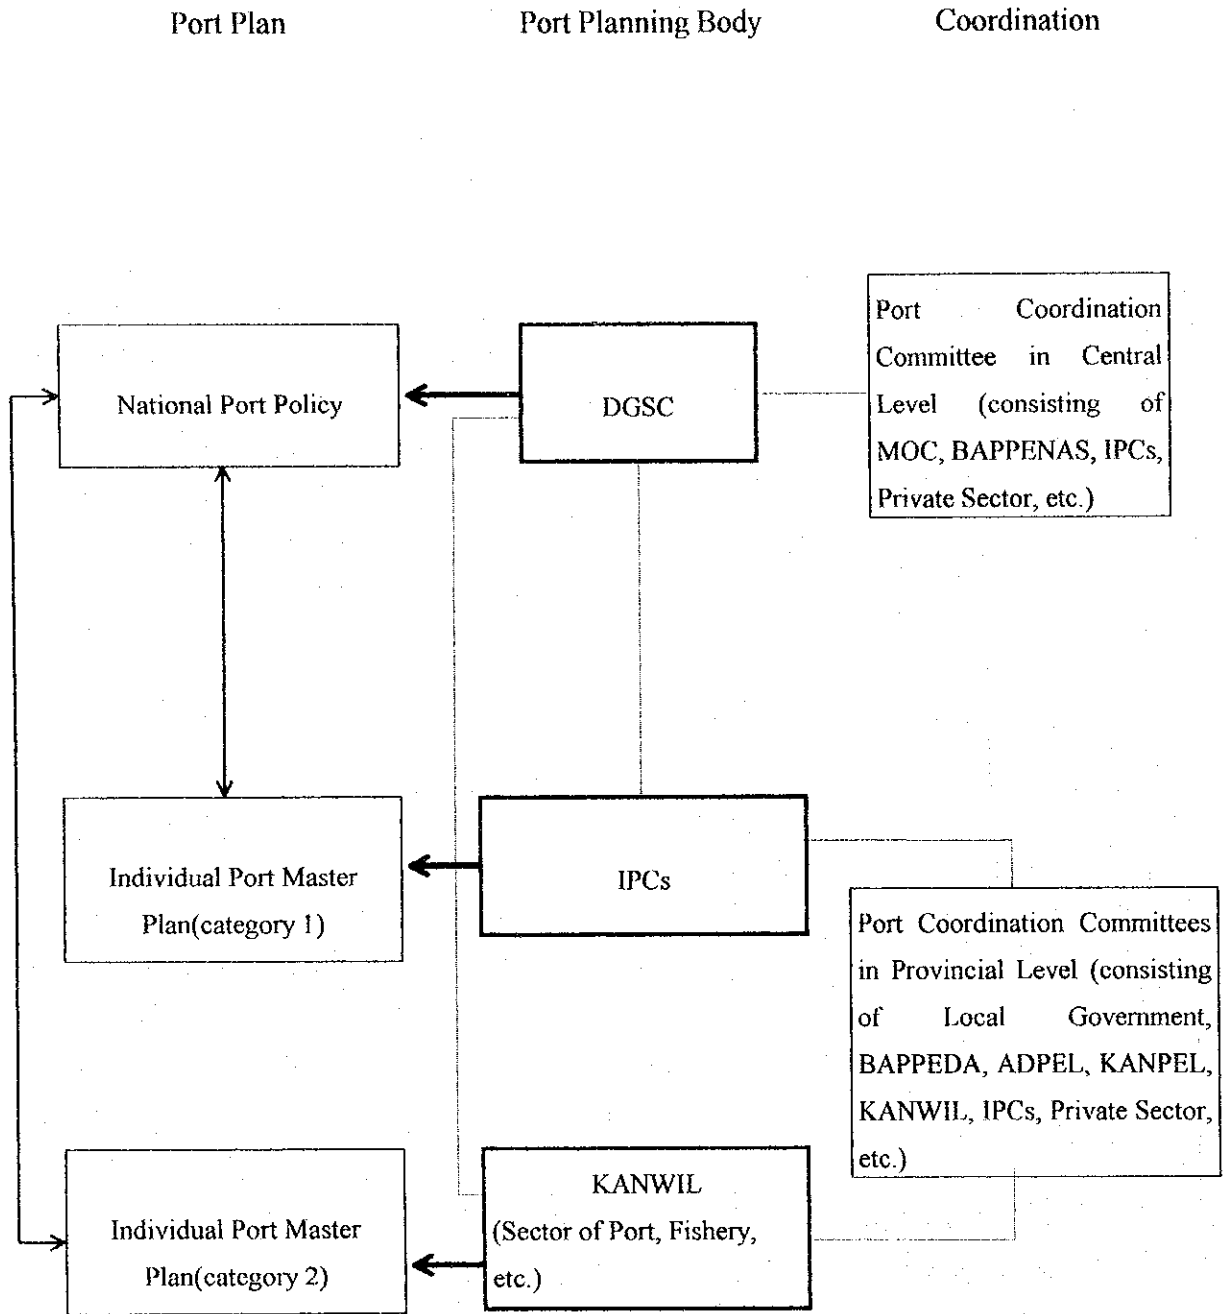 Port Plan
Port Planning Body
Coordination
National Port Policy
DGSC
Port Coordination
Committee in Central
Level (consisting of
MOC, BAPPENAS, IPCs,
Private Sector, etc.)
Individual Port Master
Plan(category 1)
IPCs
Port Coordination Committees
in Provincial Level (consisting
of Local Government,
BAPPEDA, ADPEL, KANPEL,
KANWIL, IPCs, Private Sector,
etc.)
Individual Port Master
Plan(category 2)
KANWIL
(Sector of Port, Fishery,
etc.)